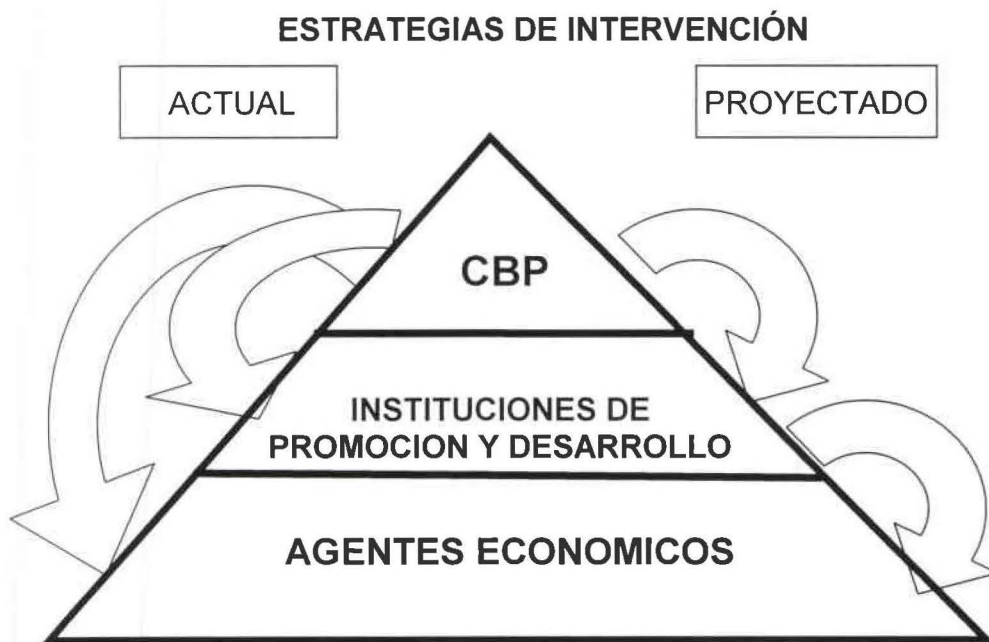 ESTRATEGIAS DE INTERVENCIÓN
ACTUAL
PROYECTADO
CBP
INSTITUCIONES DE
PROMOCION Y DESARROLLO
AGENTES ECONOMICOS